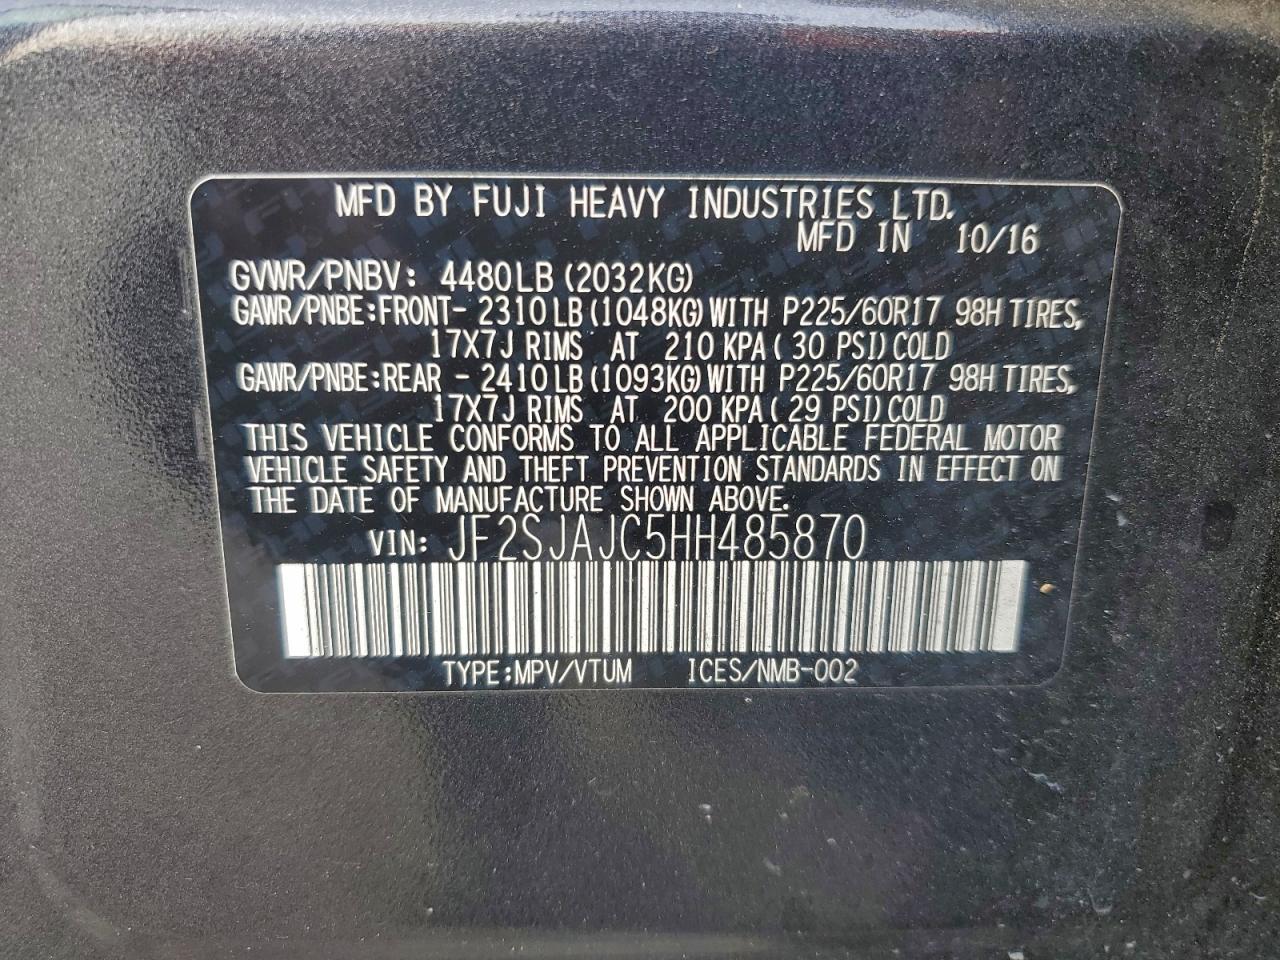 MFD BY FUJI HEAVY INDUSTRIES LTD.
MFD IN 10/16
GVWR/PNBV: 4480LB (2032KG)
GAWR/PNBE:FRONT- 2310LB (1048KG) WITH P225/60R17 98H TIRES,
17X7J RIMS AT 210 KPA ( 30 PSI) COLD
GAWR/PNBE:REAR - 2410LB (1093KG) WITH P225/60R17 98H TIRES,
17X7J RIMS AT 200 KPA ( 29 PSI) COLD
THIS VEHICLE CONFORMS TO ALL APPLICABLE FEDERAL MOTOR
VEHICLE SAFETY AND THEFT PREVENTION STANDARDS IN EFFECT ON
THE DATE OF MANUFACTURE SHOWN ABOVE.
VIN: JF2SJAJC5HH485870
TYPE:MPV/VTUM ICES/NMB-002